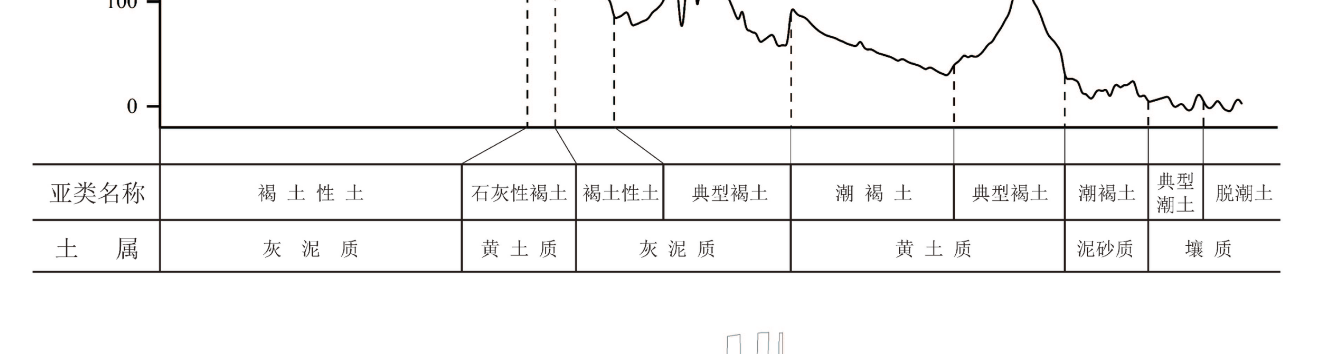 100
0
亚类名称 褐土性土 石灰性褐土 褐土性土 典型褐土 潮褐土 典型褐土 潮褐土 典型潮土 脱潮土
土属 灰泥质 黄土质 灰泥质 黄土质 泥砂质 壤质